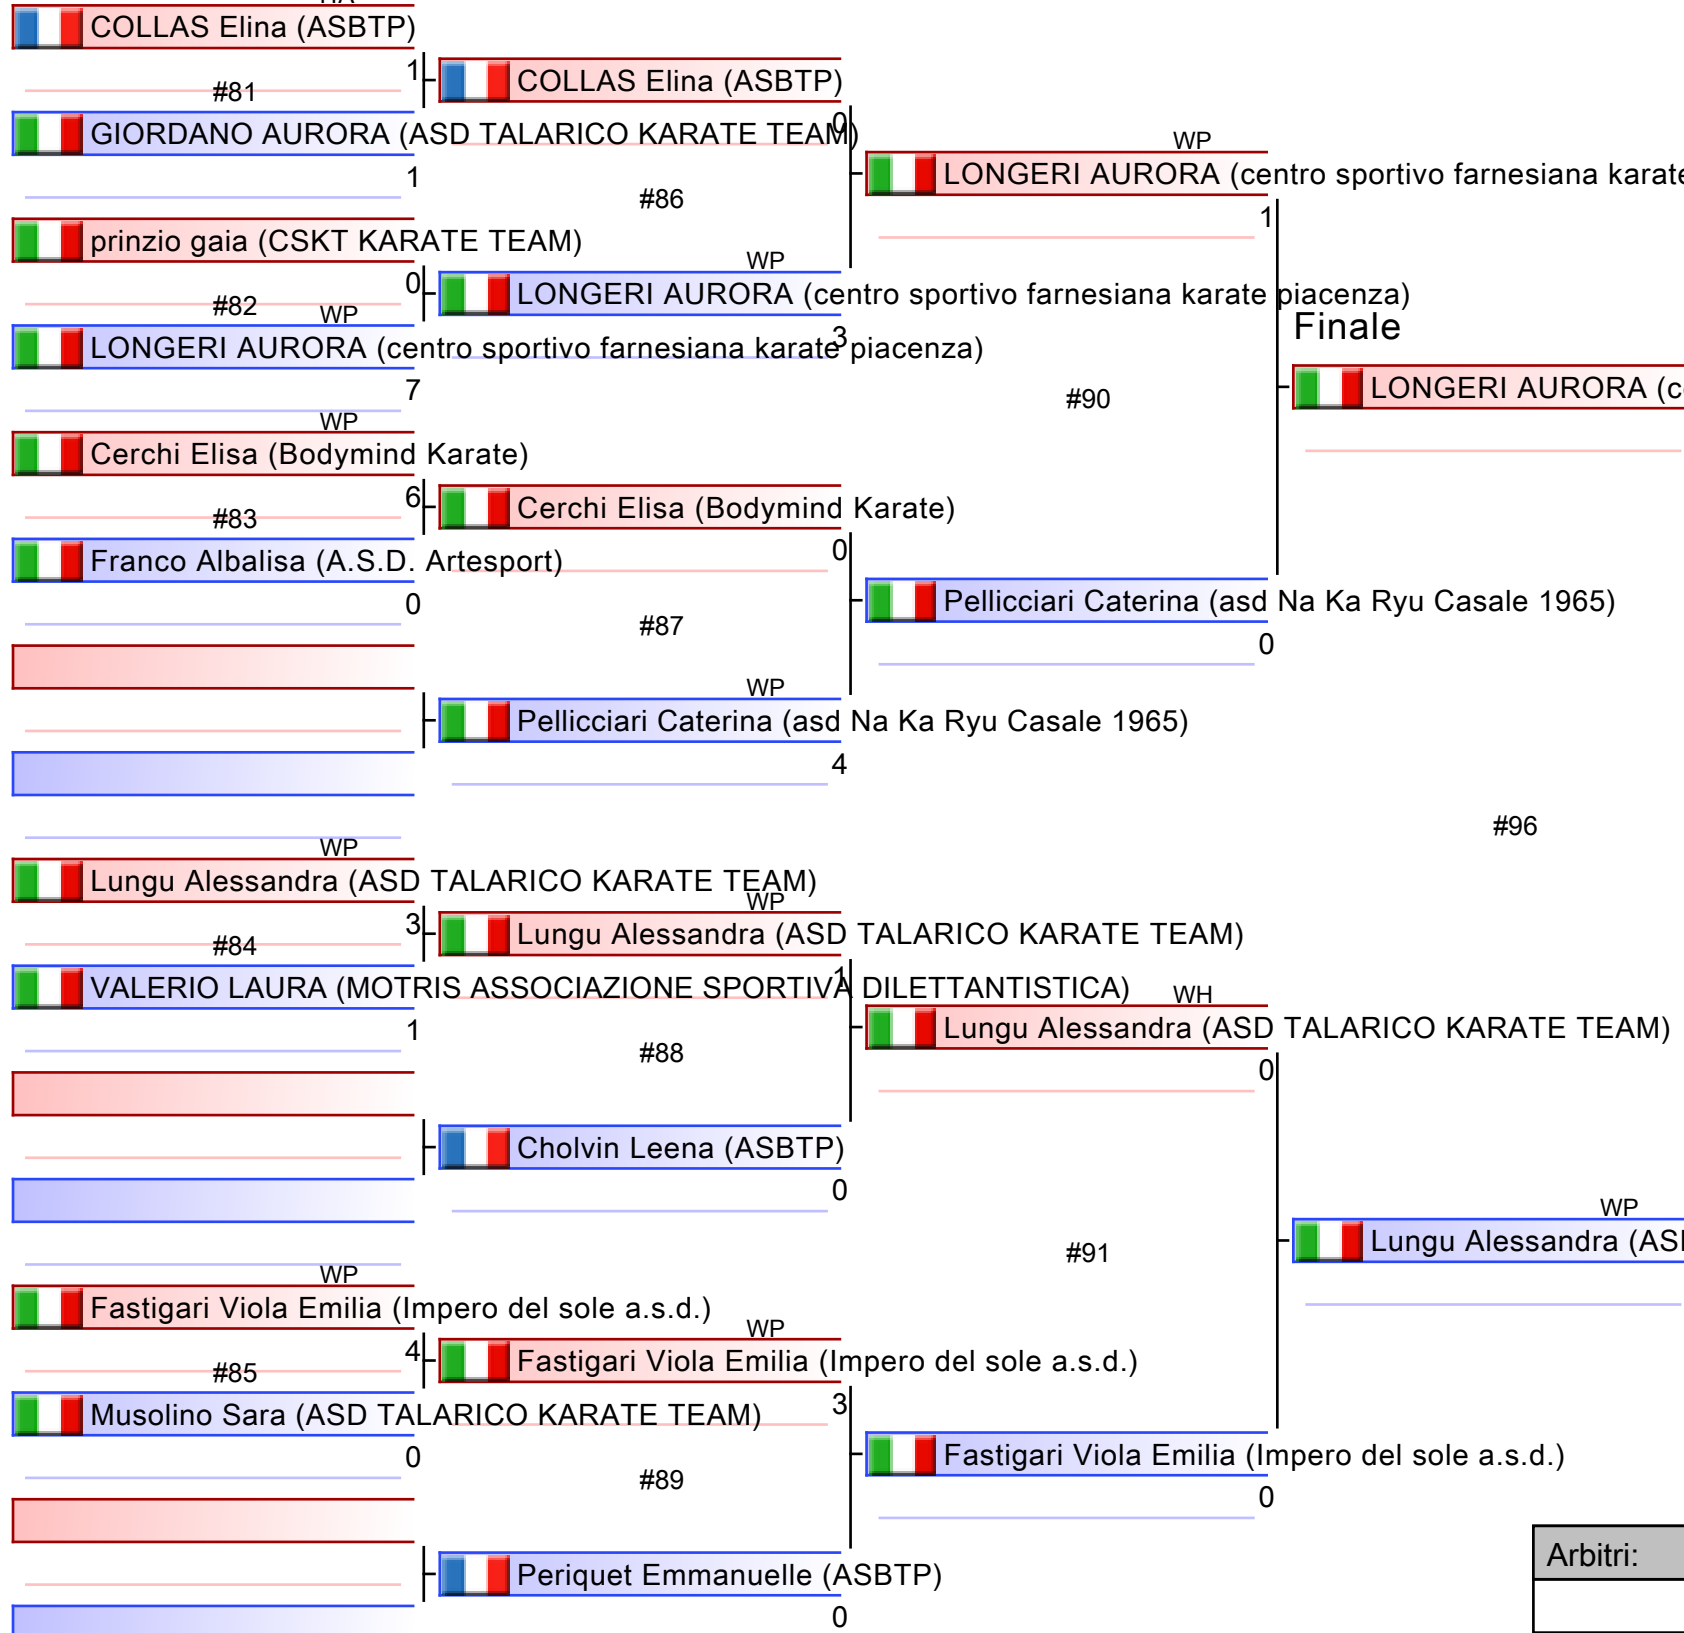 COLLAS Elina (ASBTP)
1
#81
GIORDANO AURORA (ASD TALARICO KARATE TEAM)
1
prinzio gaia (CSKT KARATE TEAM)
0
#82
WP
LONGERI AURORA (centro sportivo farnesiana karate piacenza)
7
WP
Cerchi Elisa (Bodymind Karate)
6
#83
Franco Albalisa (A.S.D. Artesport)
0
WP
Lungu Alessandra (ASD TALARICO KARATE TEAM)
3
#84
VALERIO LAURA (MOTRIS ASSOCIAZIONE SPORTIVA DILETTANTISTICA)
1
WP
Fastigari Viola Emilia (Impero del sole a.s.d.)
4
#85
Musolino Sara (ASD TALARICO KARATE TEAM)
0
COLLAS Elina (ASBTP)
0
#86
WP
LONGERI AURORA (centro sportivo farnesiana karate piacenza)
3
Cerchi Elisa (Bodymind Karate)
0
#87
WP
Pellicciari Caterina (asd Na Ka Ryu Casale 1965)
4
WP
Lungu Alessandra (ASD TALARICO KARATE TEAM)
1
#88
Cholvin Leena (ASBTP)
0
WP
Fastigari Viola Emilia (Impero del sole a.s.d.)
3
#89
Periquet Emmanuelle (ASBTP)
0
WP
LONGERI AURORA (centro sportivo farnesiana karate
1
#90
Pellicciari Caterina (asd Na Ka Ryu Casale 1965)
0
WH
Lungu Alessandra (ASD TALARICO KARATE TEAM)
0
#91
Fastigari Viola Emilia (Impero del sole a.s.d.)
0
Finale
LONGERI AURORA (c
#96
WP
Lungu Alessandra (AS
Arbitri: